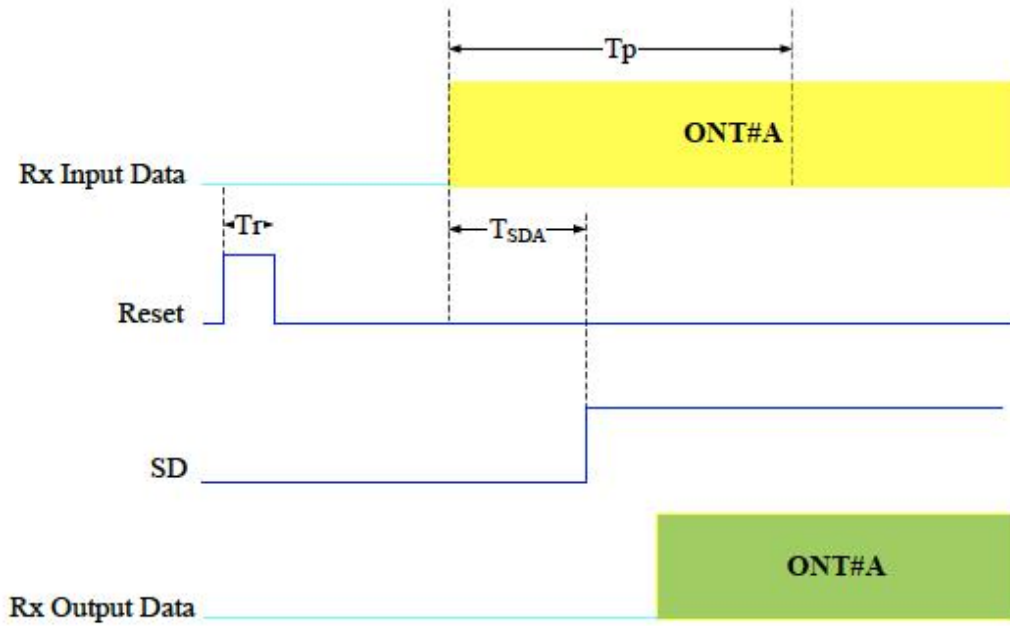 Tp
ONT#A
Rx Input Data
Tr
TSDA
Reset
SD
ONT#A
Rx Output Data